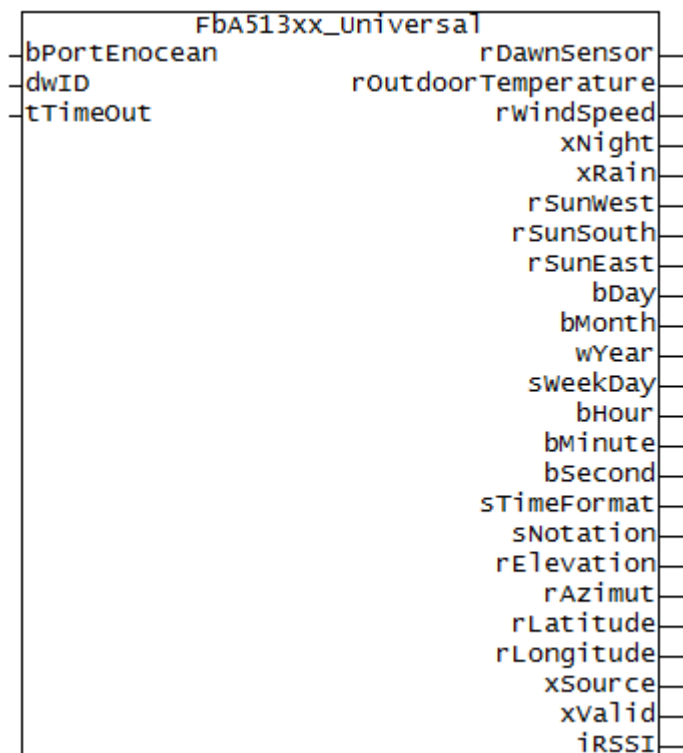 FbA513xx_Universal
bPortEnocean rDawnSensor
dwID rOutdoorTemperature
tTimeOut rWindSpeed
xNight
xRain
rSunWest
rSunSouth
rSunEast
bDay
bMonth
wYear
sWeekDay
bHour
bMinute
bSecond
sTimeFormat
sNotation
rElevation
rAzimut
rLatitude
rLongitude
xSource
xValid
iRSSI